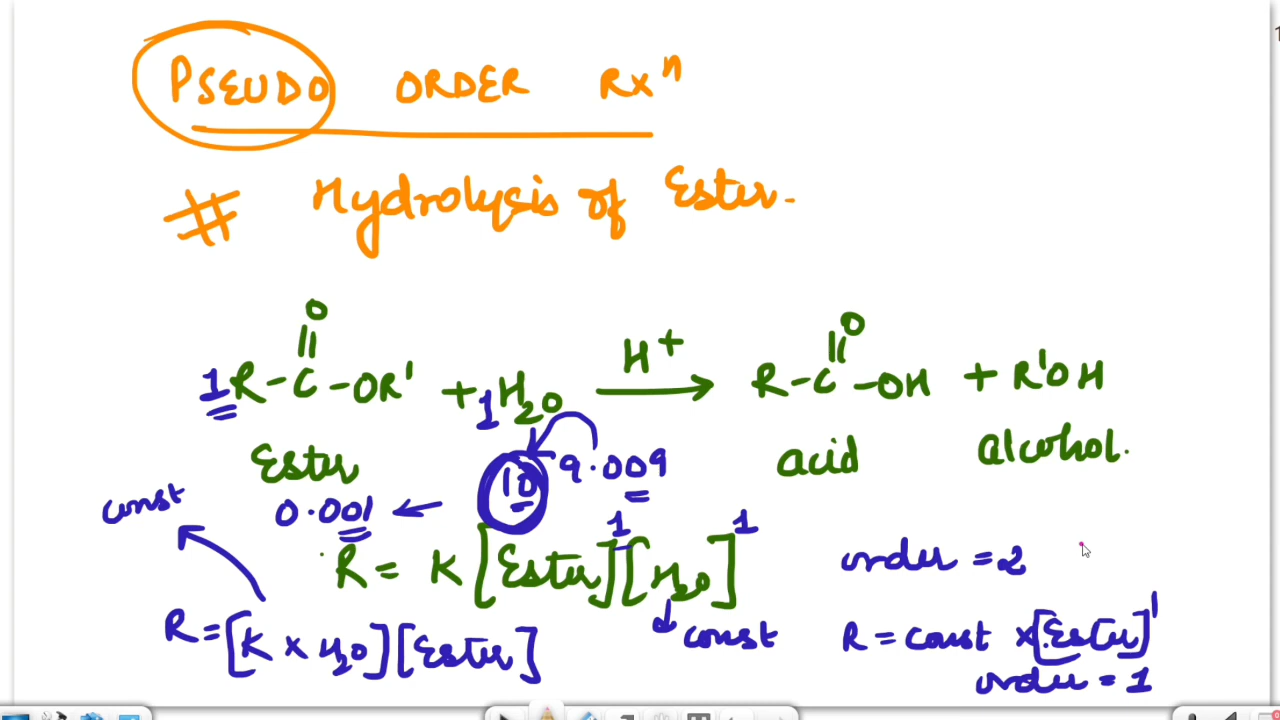 PSEUDO ORDER RXⁿ
# Hydrolysis of Ester.
O
||
1R-C-OR' + 1H₂O
H⁺
→
O
||
R-C-OH + R'OH
Ester
acid
alcohol.
10
9.009
0.001 ←
const
R = K[Ester]¹[H₂O]¹
order = 2
const
R = [K × H₂O][Ester]
R = const × [Ester]¹
order = 1